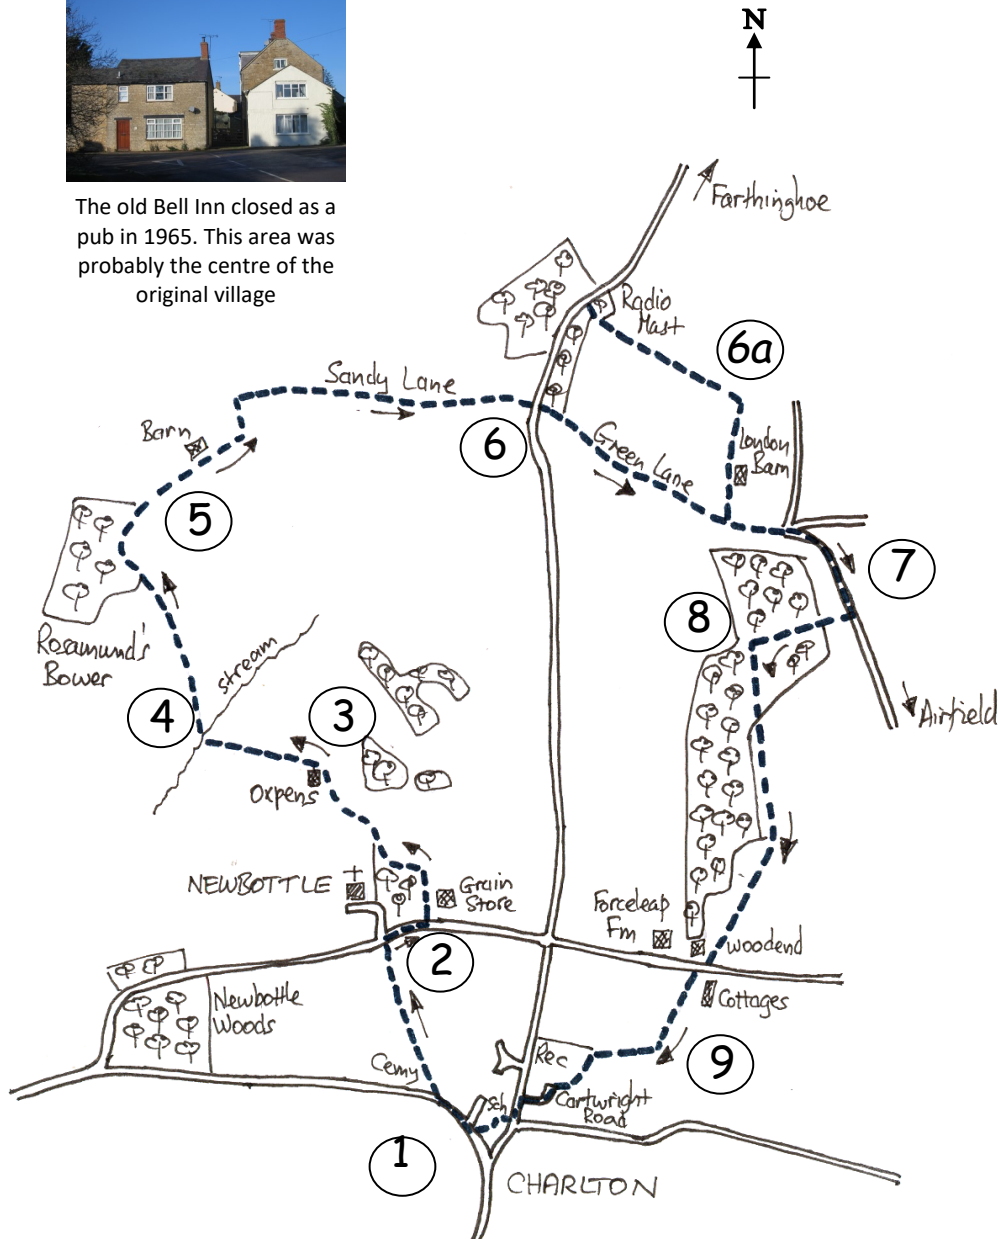 N
The old Bell Inn closed as a
pub in 1965. This area was
probably the centre of the
original village
Farthinghoe
Radio
Mast
6a
Sandy Lane
Barn
6
Green Lane
London
Barn
5
7
8
Rosamund's
Bower
stream
4
3
Airfield
Oxpens
NEWBOTTLE
Grain
Store
Forceleap
Fm
Woodend
2
Newbottle
Woods
Cottages
Cemy
Rec
9
Sch
Cartwright
Road
1
CHARLTON